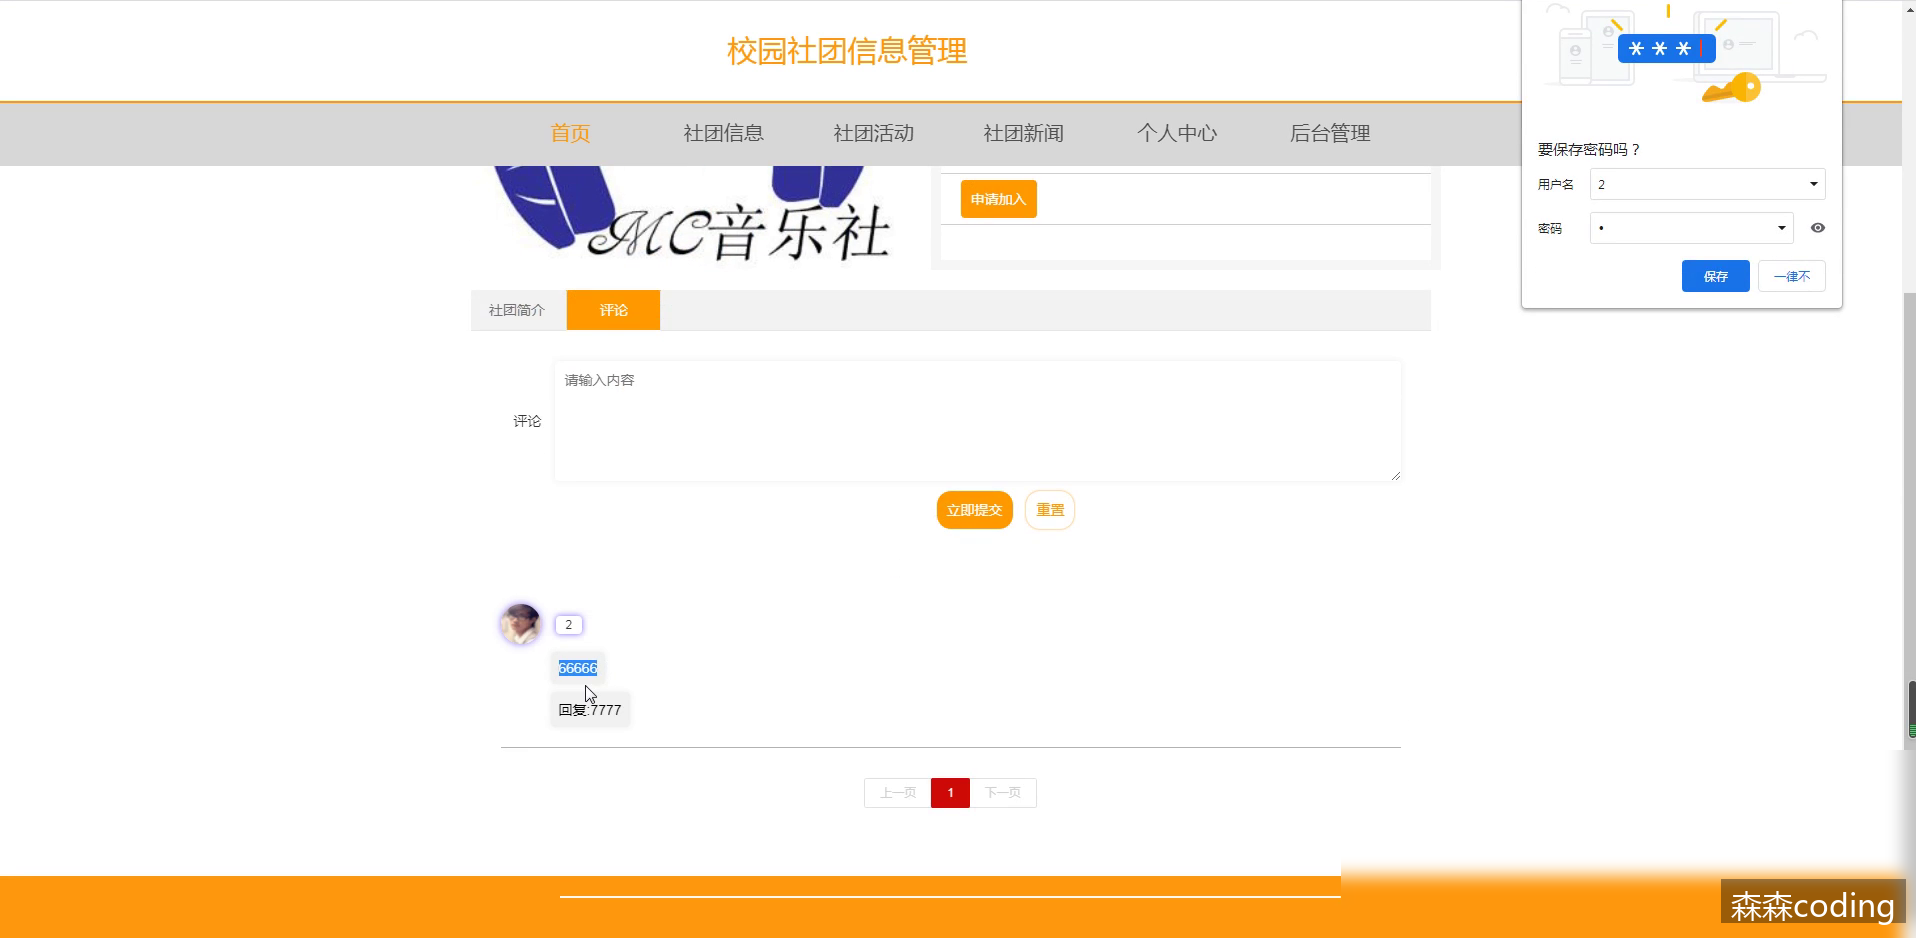 校园社团信息管理
首页 社团信息 社团活动 社团新闻 个人中心 后台管理
***
要保存密码吗？
用户名 2
密码 •
保存 一律不
MC音乐社
申请加入
社团简介 评论
评论 请输入内容
立即提交 重置
2
66666
回复:7777
上一页 1 下一页
森森coding